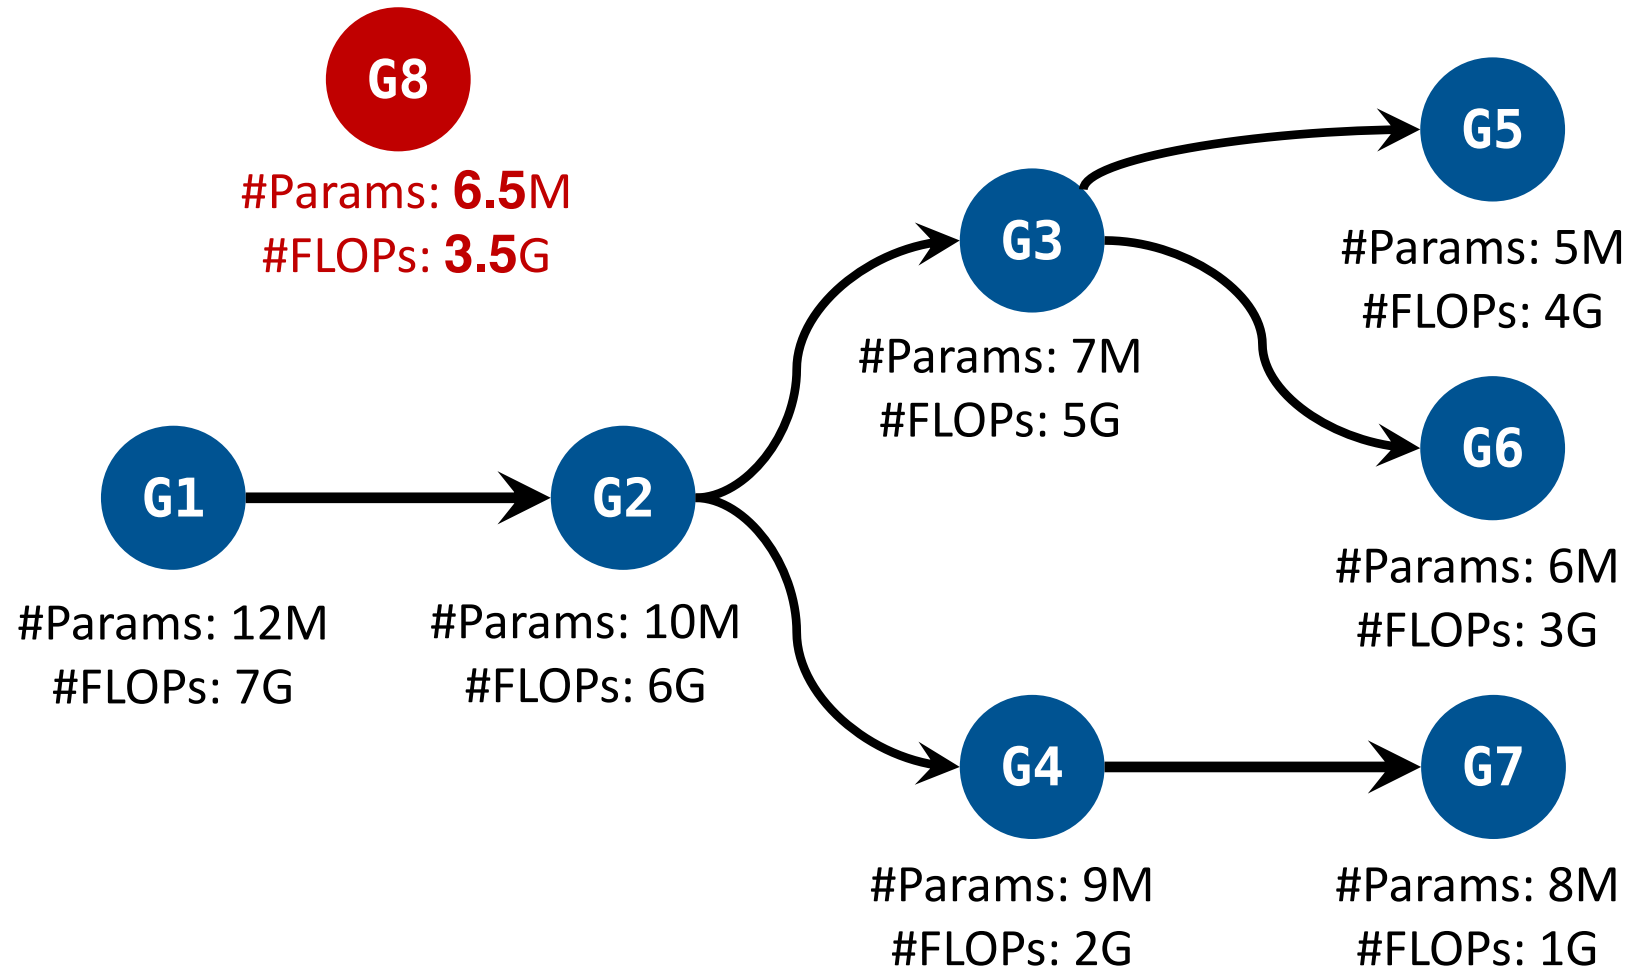 G8
#Params: 6.5M
#FLOPs: 3.5G
G5
#Params: 5M
#FLOPs: 4G
G3
#Params: 7M
#FLOPs: 5G
G6
#Params: 6M
#FLOPs: 3G
G1
#Params: 12M
#FLOPs: 7G
G2
#Params: 10M
#FLOPs: 6G
G4
#Params: 9M
#FLOPs: 2G
G7
#Params: 8M
#FLOPs: 1G